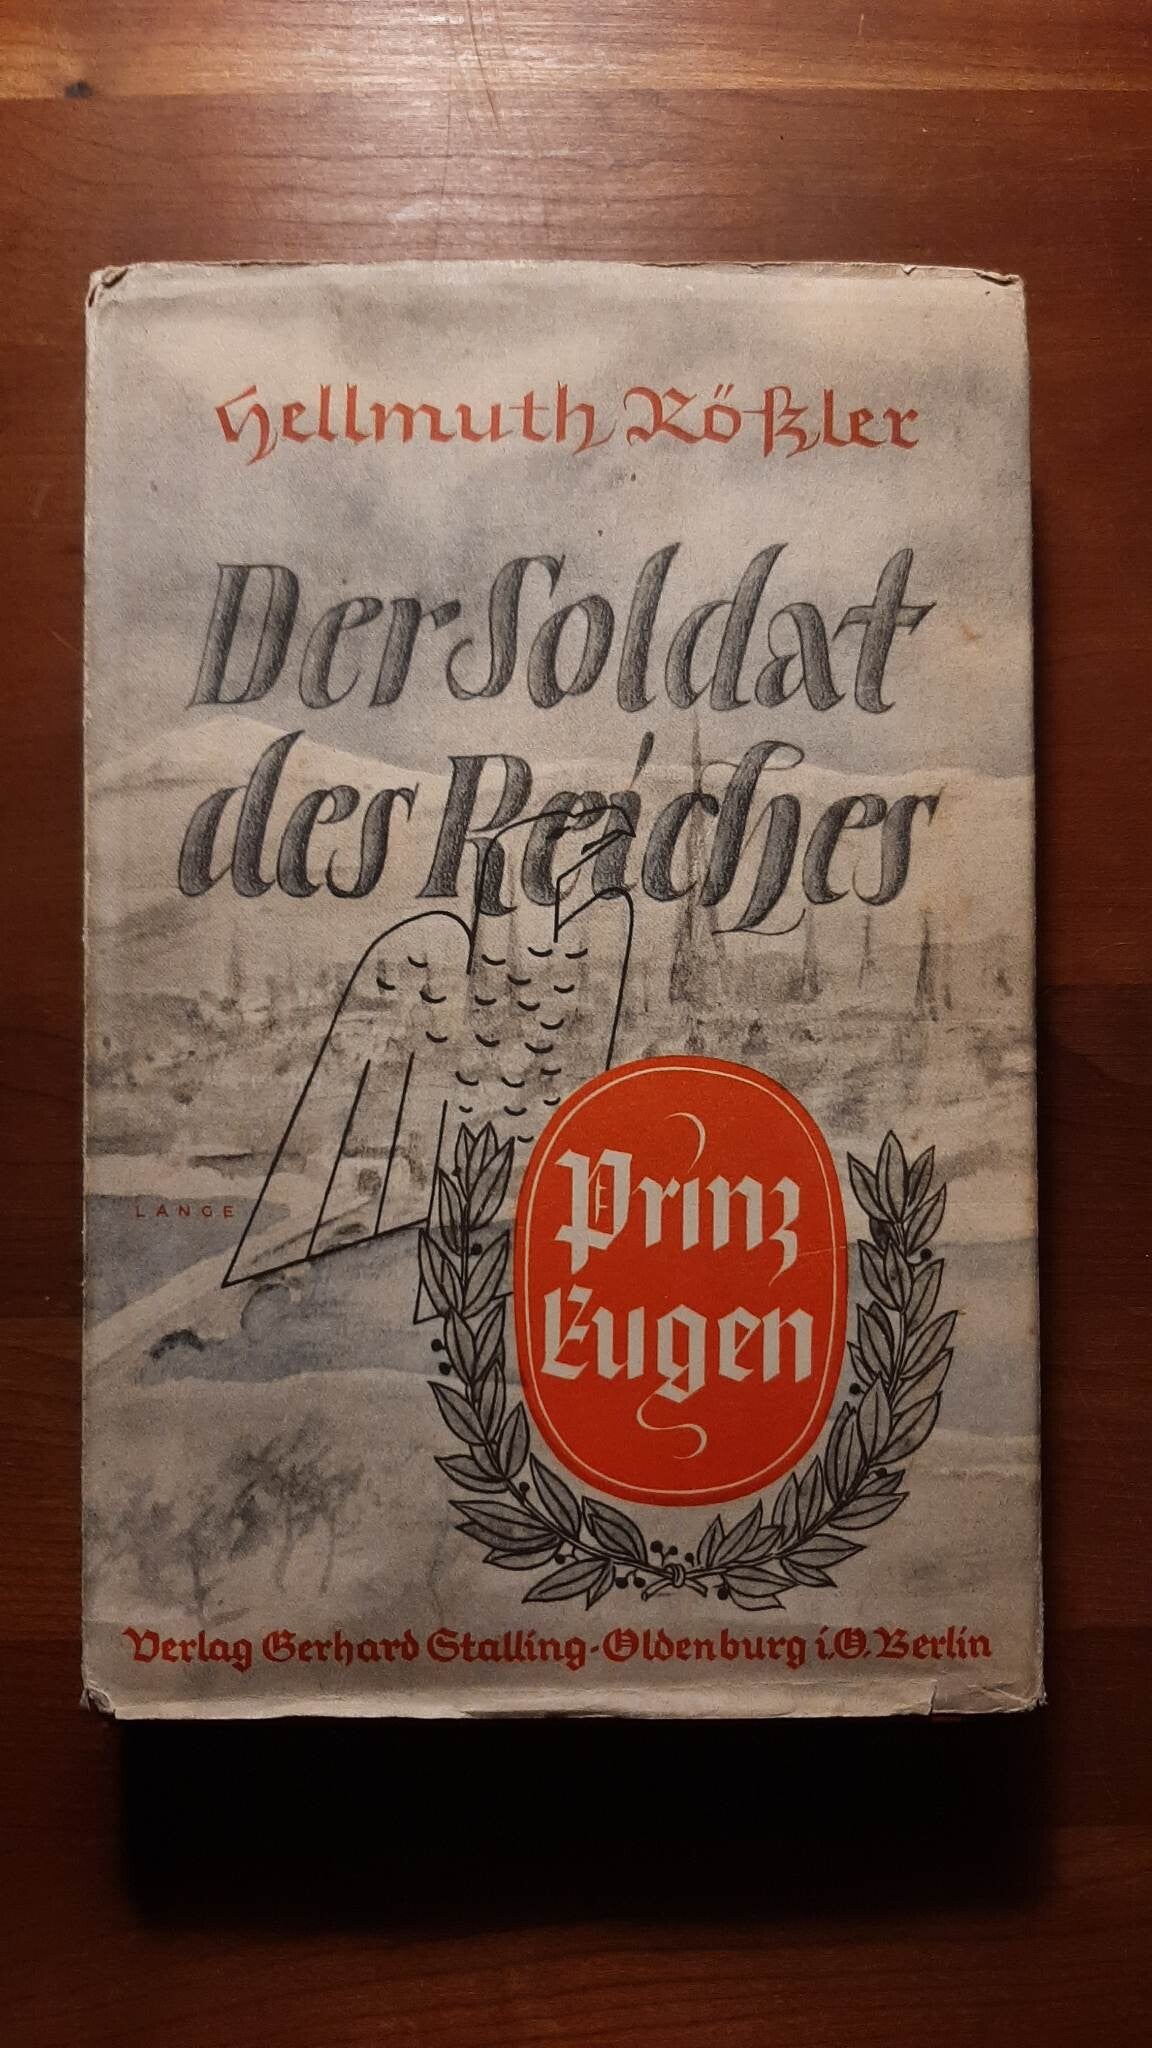 Hellmuth Rößler
Der Soldat
des Reiches
LANGE
Prinz
Eugen
Verlag Gerhard Stalling-Oldenburg i.O. Berlin